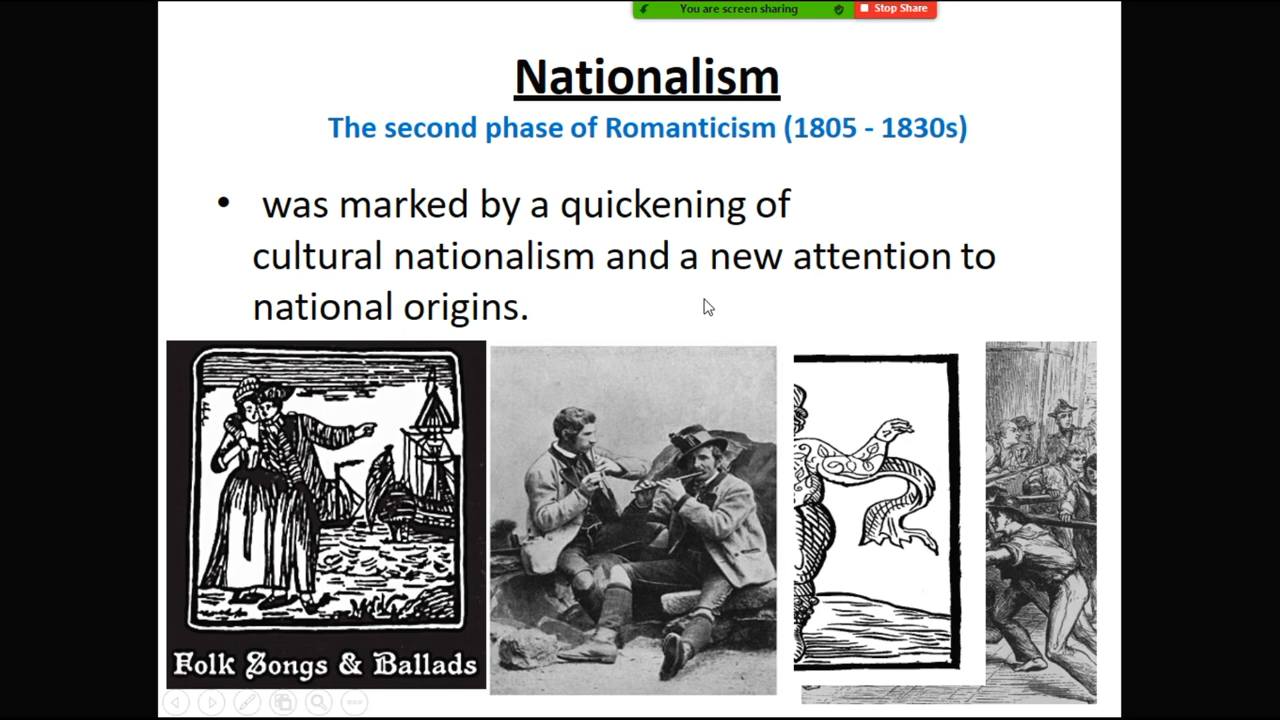 You are screen sharing
Stop Share
Nationalism
The second phase of Romanticism (1805 - 1830s)
• was marked by a quickening of
cultural nationalism and a new attention to
national origins.
Folk Songs & Ballads